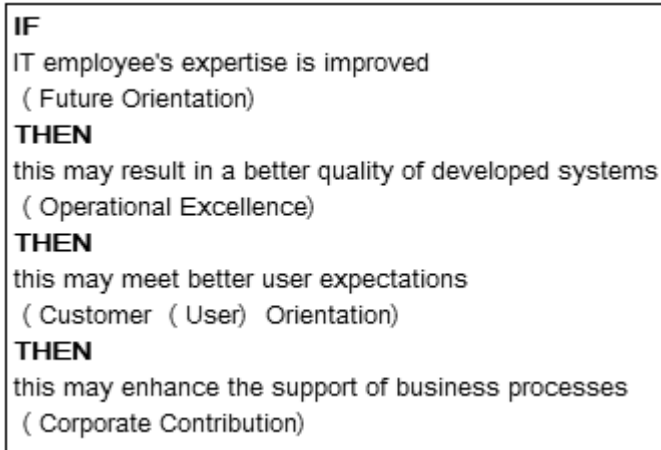 IF
IT employee's expertise is improved
( Future Orientation)
THEN
this may result in a better quality of developed systems
( Operational Excellence)
THEN
this may meet better user expectations
( Customer ( User) Orientation)
THEN
this may enhance the support of business processes
( Corporate Contribution)